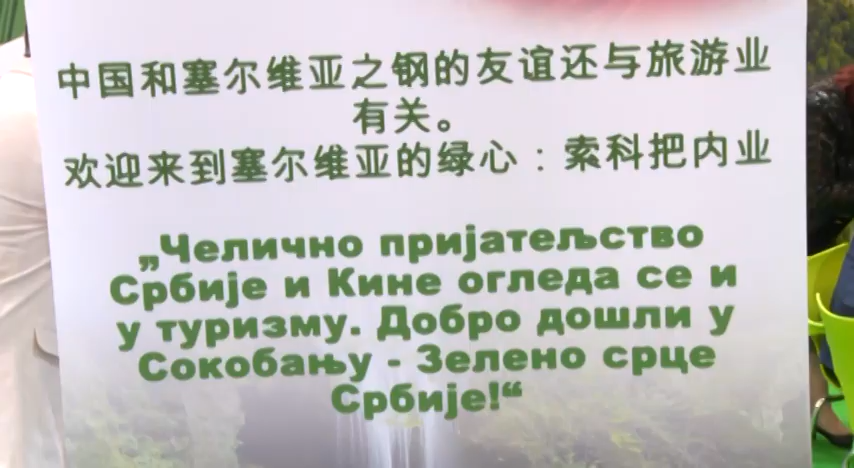 中国和塞尔维亚之钢的友谊还与旅游业
有关。
欢迎来到塞尔维亚的绿心：索科把内业
„Челично пријатељство
Србије и Кине огледа се и
у туризму. Добро дошли у
Сокобању - Зелено срце
Србије!“